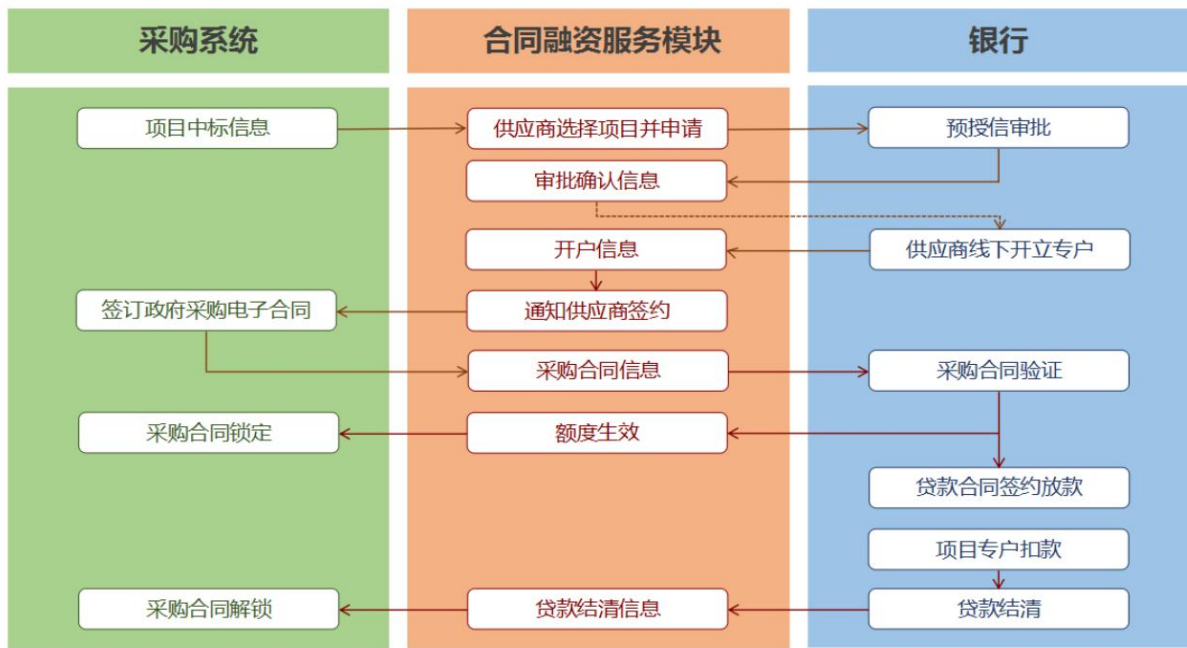 采购系统
合同融资服务模块
银行
项目中标信息
供应商选择项目并申请
预授信审批
审批确认信息
开户信息
供应商线下开立专户
签订政府采购电子合同
通知供应商签约
采购合同信息
采购合同验证
采购合同锁定
额度生效
贷款合同签约放款
项目专户扣款
采购合同解锁
贷款结清信息
贷款结清